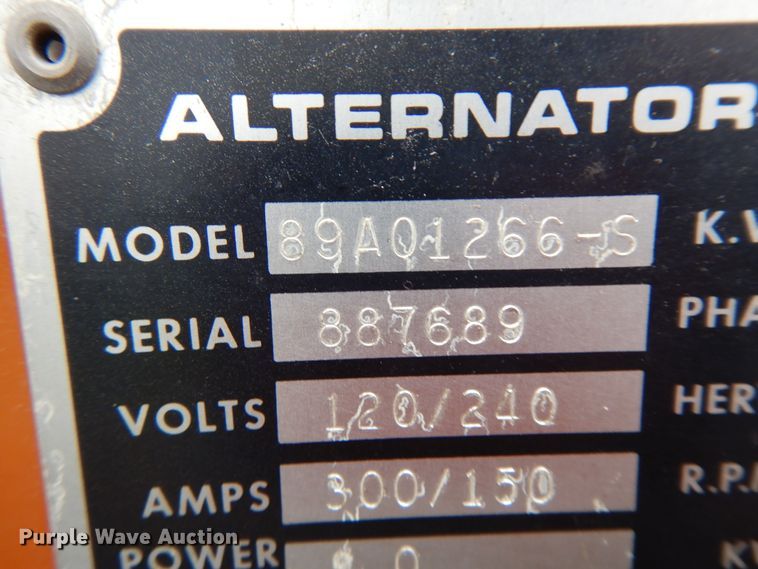 ALTERNATOR
MODEL 89A01266-S K.V
SERIAL 887689 PHA
VOLTS 120/240 HER
AMPS 300/150 R.P.
POWER
Purple Wave Auction